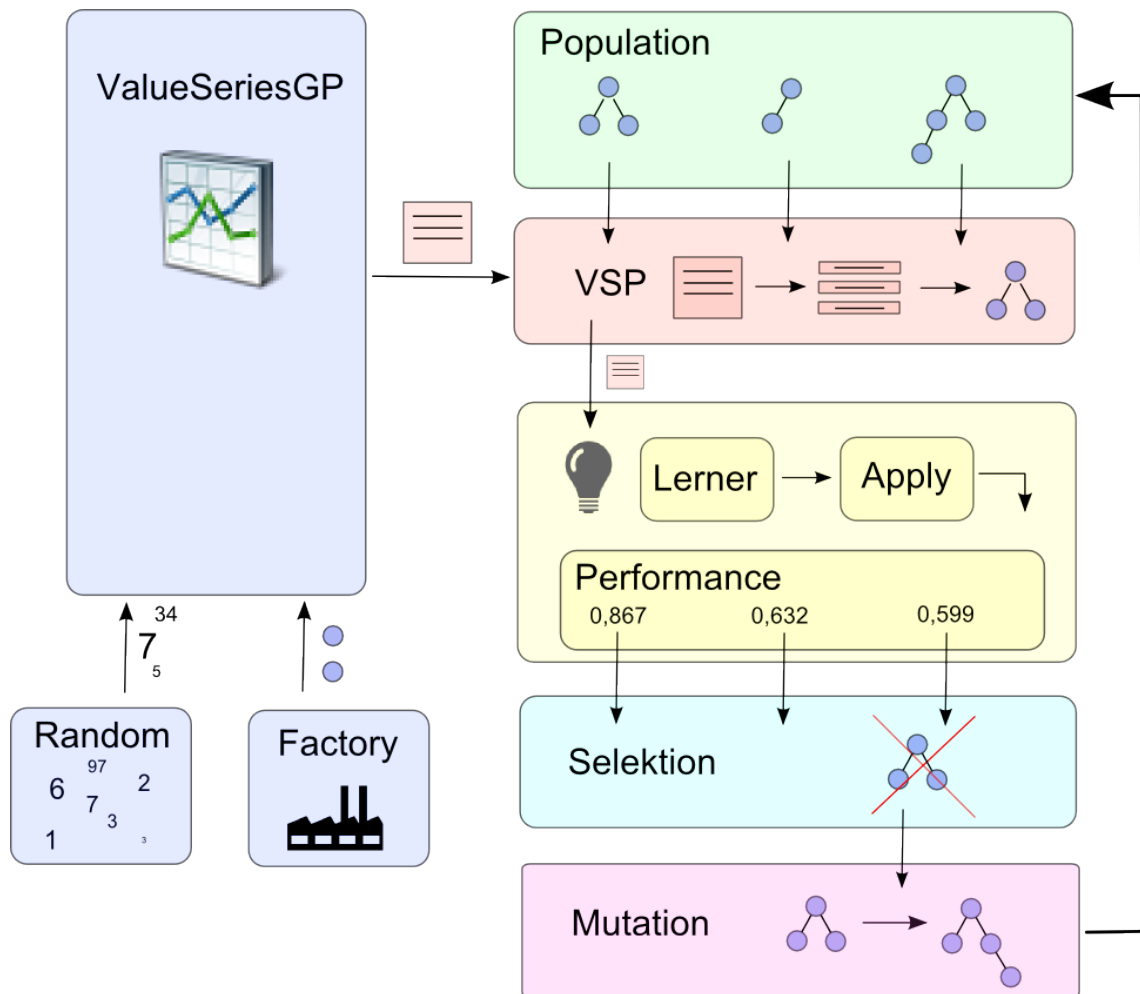 ValueSeriesGP
34
7
5
Random
97
6
2
7
3
1
3
Factory
Population
VSP
Lerner
Apply
Performance
0,867
0,632
0,599
Selektion
Mutation